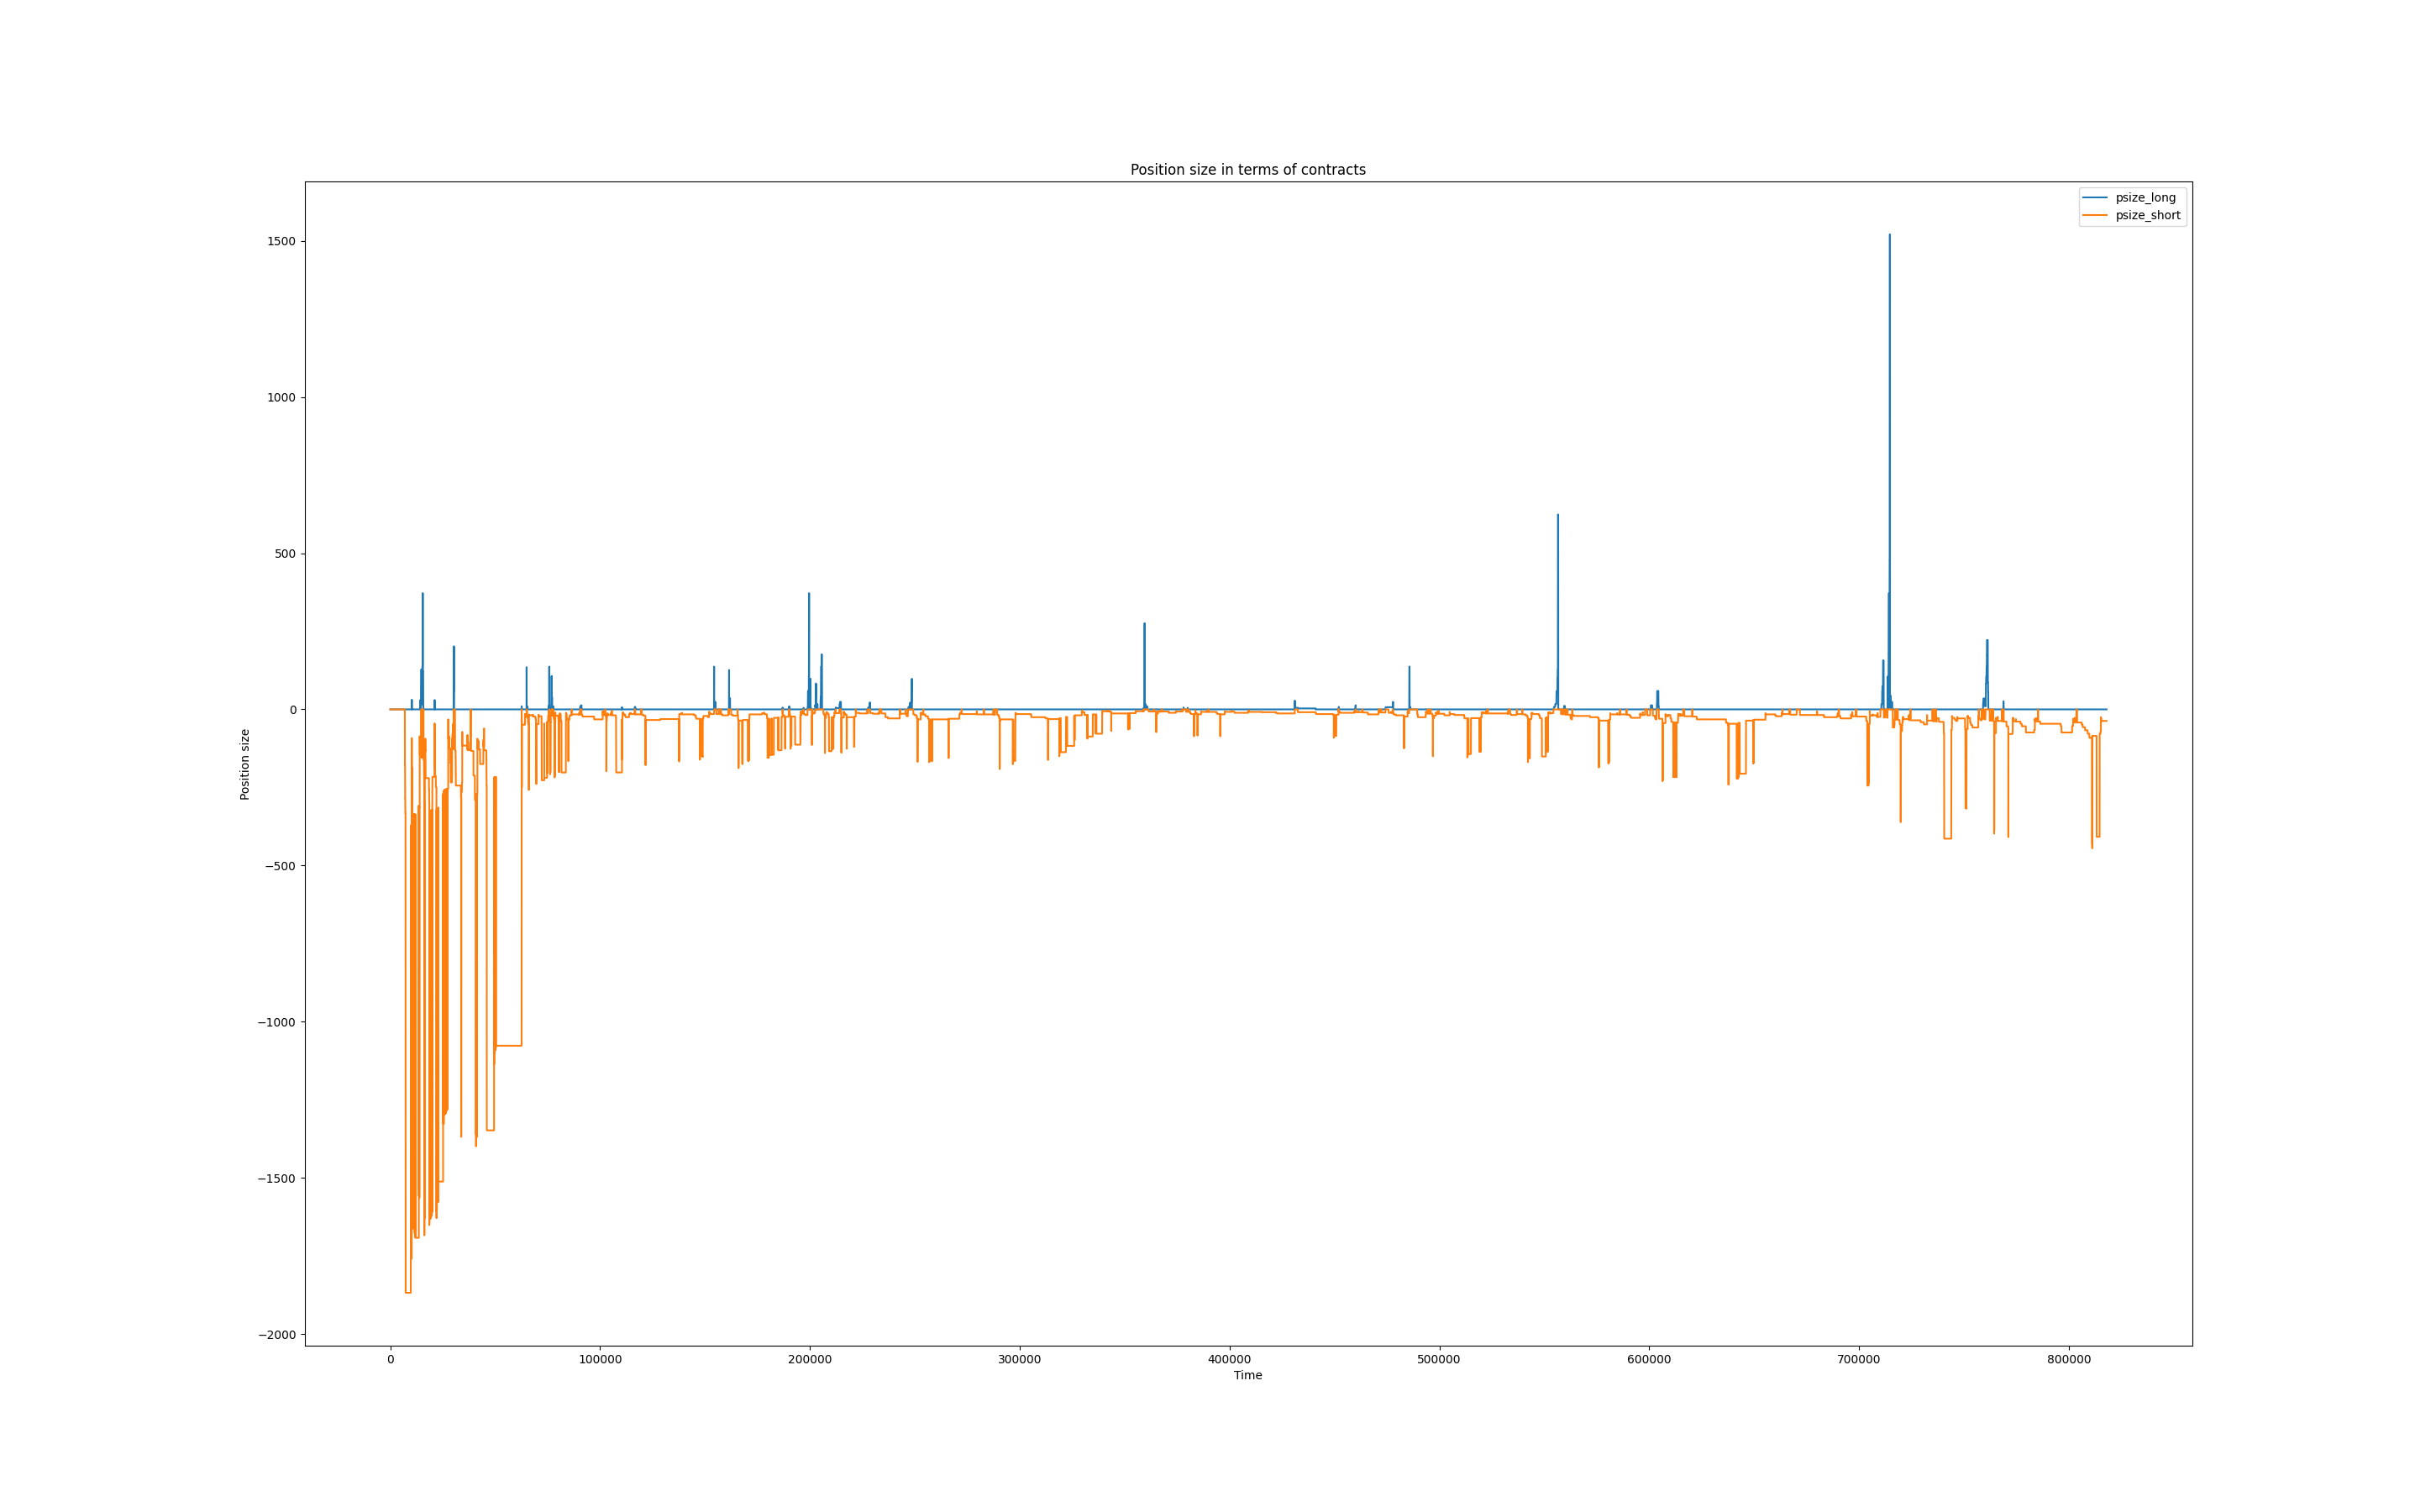 Position size in terms of contracts
psize_long
psize_short
1500
1000
500
0
−500
−1000
−1500
−2000
Position size
0 100000 200000 300000 400000 500000 600000 700000 800000
Time